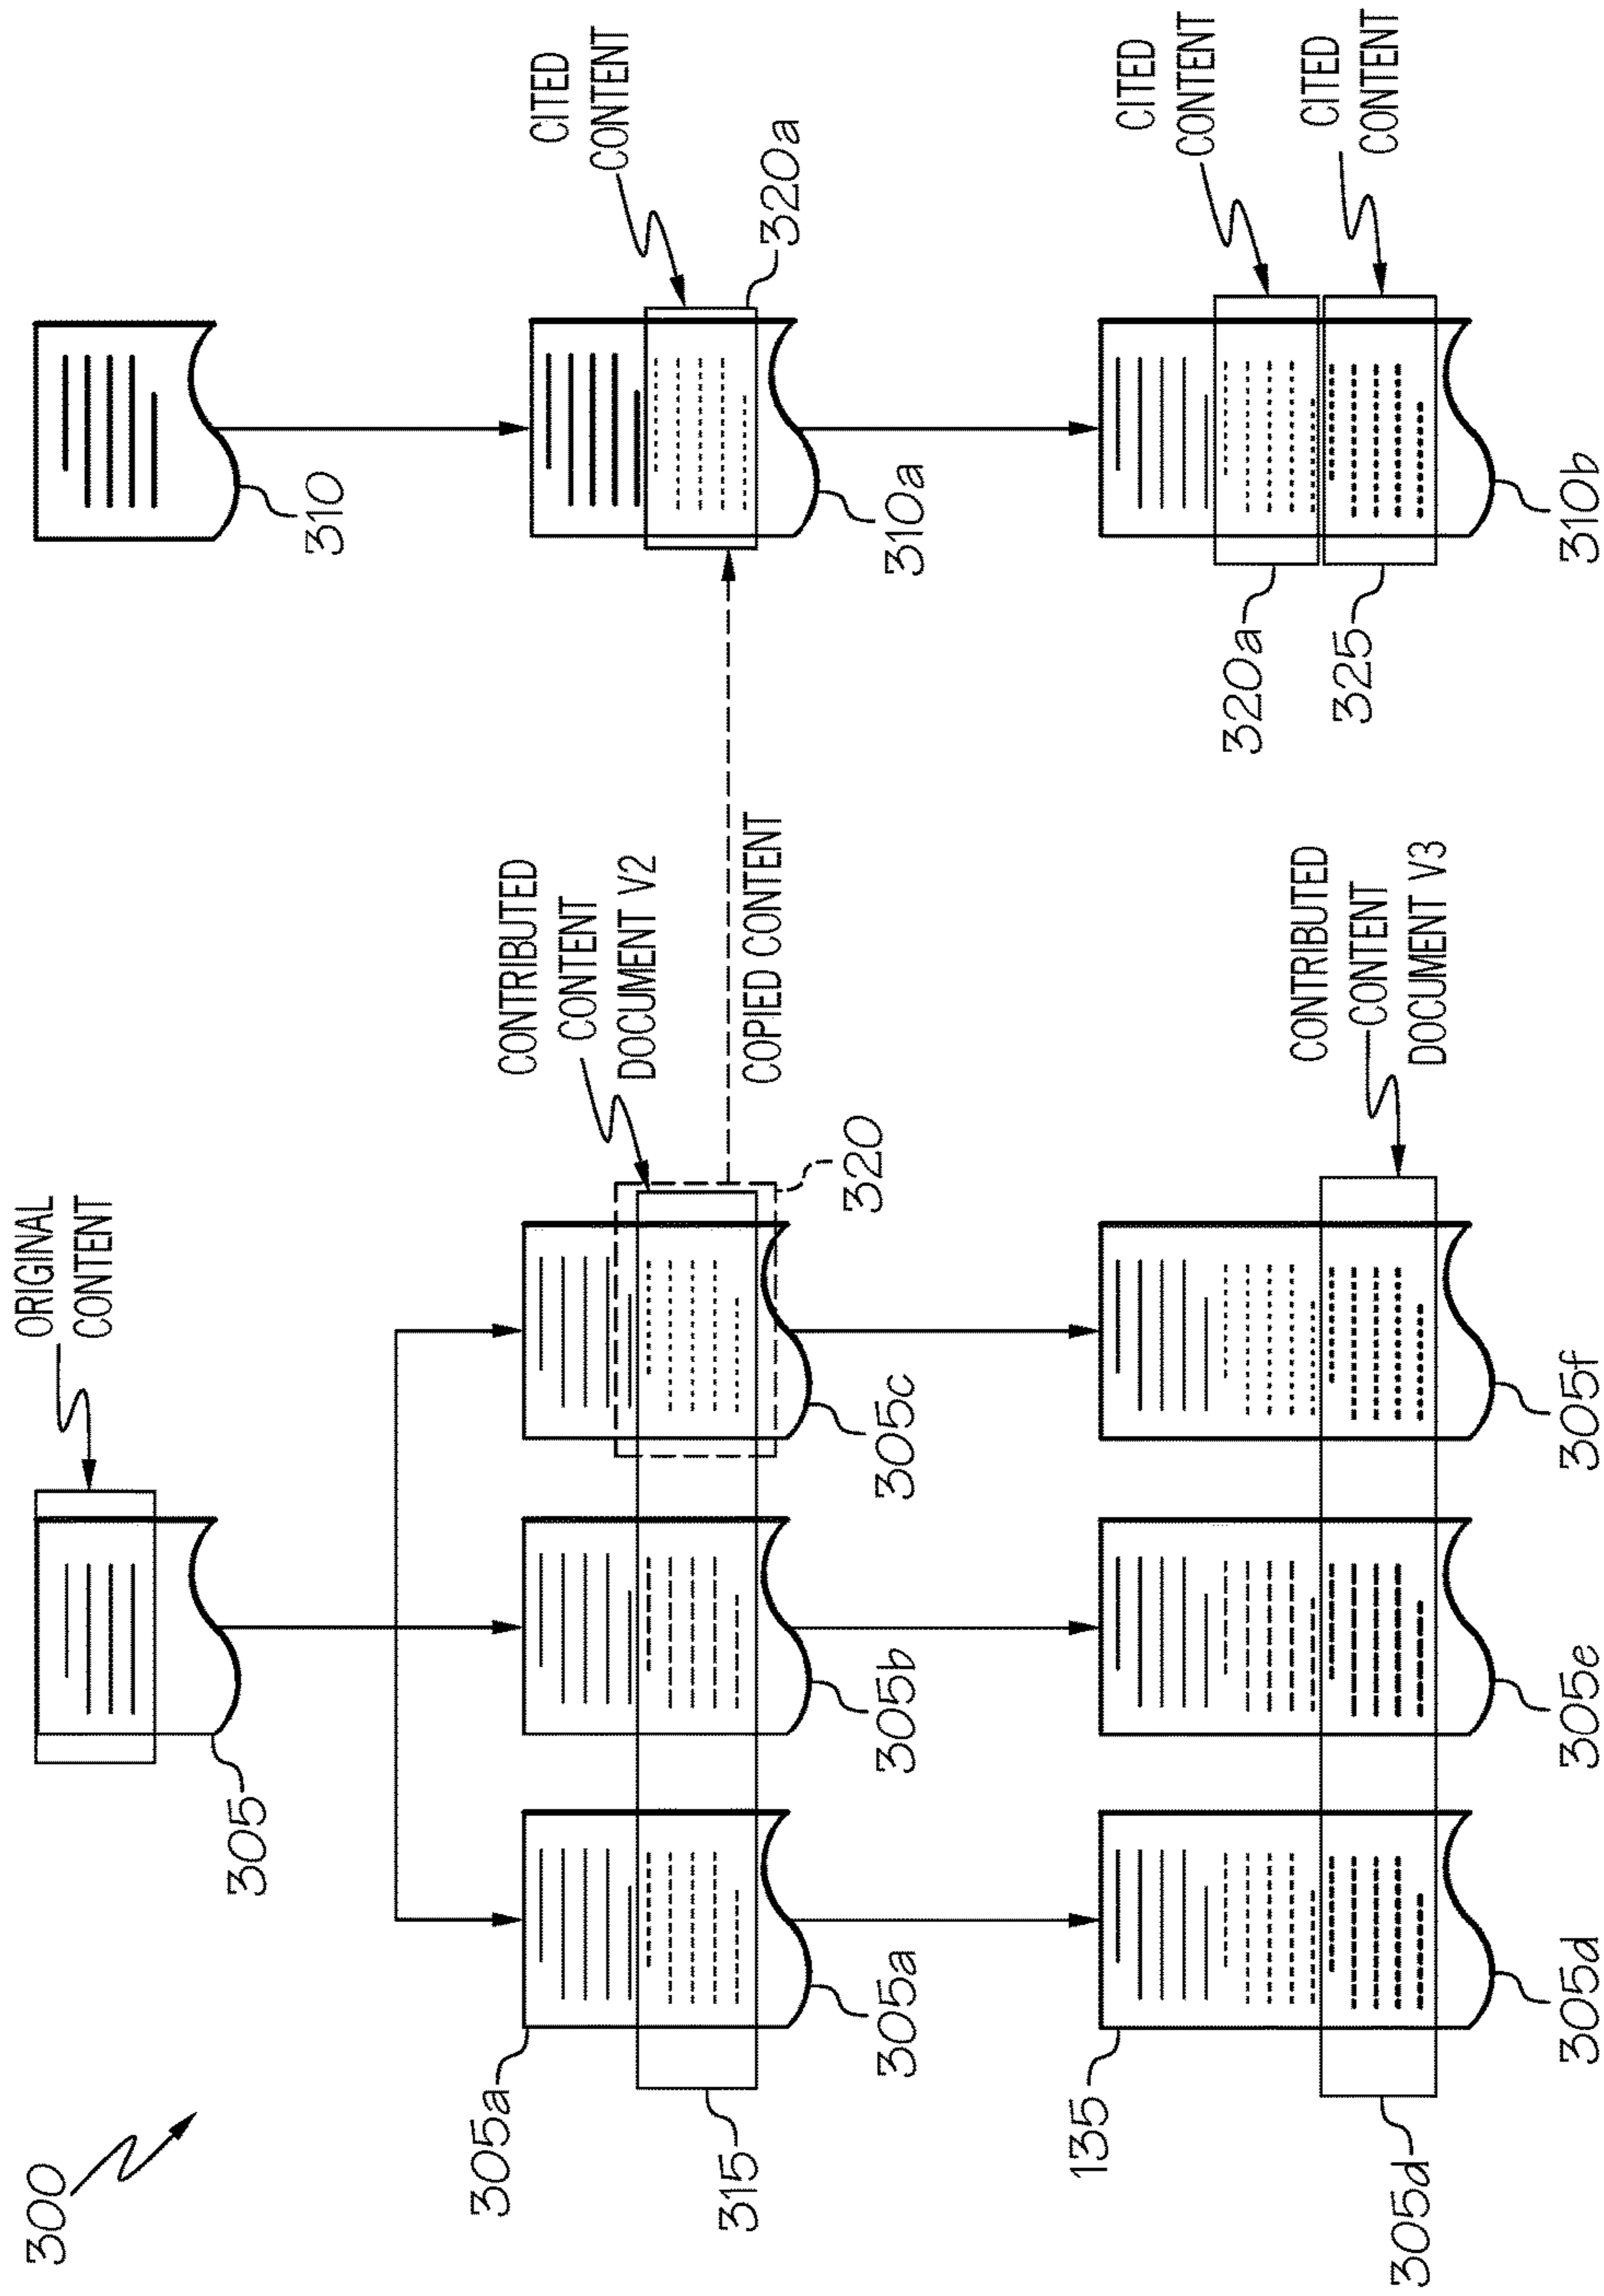 300
ORIGINAL
CONTENT
305
310
305a
315
305a
305b
305c
320
CONTRIBUTED
CONTENT
DOCUMENT V2
COPIED CONTENT
310a
320a
CITED
CONTENT
135
305d
305d
305e
305f
CONTRIBUTED
CONTENT
DOCUMENT V3
320a
325
310b
CITED
CONTENT
CITED
CONTENT